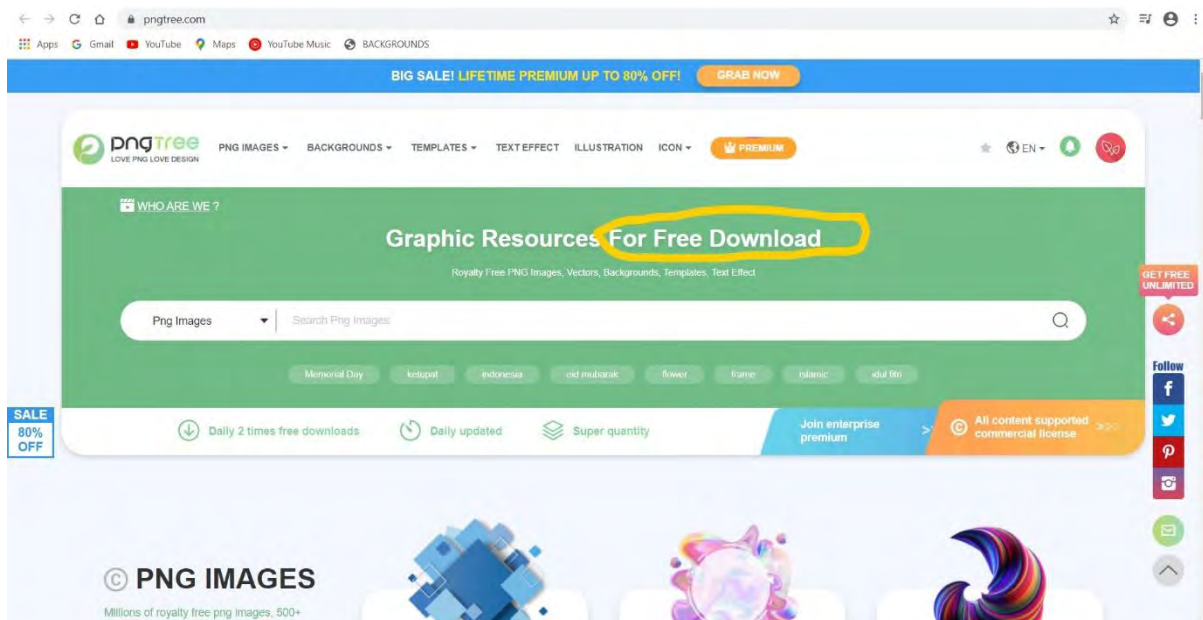 pngtree.com
Apps Gmail YouTube Maps YouTube Music BACKGROUNDS
BIG SALE! LIFETIME PREMIUM UP TO 80% OFF! GRAB NOW
pngtree
LOVE PNG LOVE DESIGN
PNG IMAGES BACKGROUNDS TEMPLATES TEXT EFFECT ILLUSTRATION ICON PREMIUM EN
WHO ARE WE ?
Graphic Resources For Free Download
Royalty Free PNG Images, Vectors, Backgrounds, Templates, Text Effect
GET FREE
UNLIMITED
Png Images Search Png Images
Memorial Day ketupat indonesia eid mubarak flower frame islamic idul fitri
Follow
SALE
80%
OFF
Daily 2 times free downloads Daily updated Super quantity
Join enterprise
premium
All content supported
commercial license
© PNG IMAGES
Millions of royalty free png images, 500+